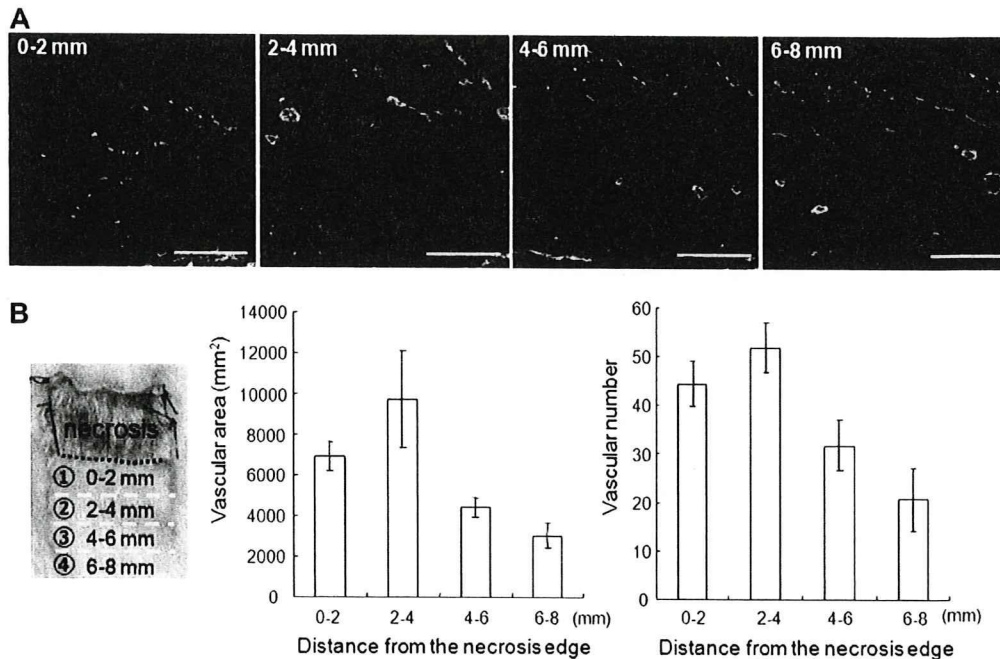 A
0-2 mm
2-4 mm
4-6 mm
6-8 mm
B
necrosis
① 0-2 mm
② 2-4 mm
③ 4-6 mm
④ 6-8 mm
Vascular area (mm²)
14000
12000
10000
8000
6000
4000
2000
0
0-2 2-4 4-6 6-8 (mm)
Distance from the necrosis edge
Vascular number
60
50
40
30
20
10
0
0-2 2-4 4-6 6-8 (mm)
Distance from the necrosis edge